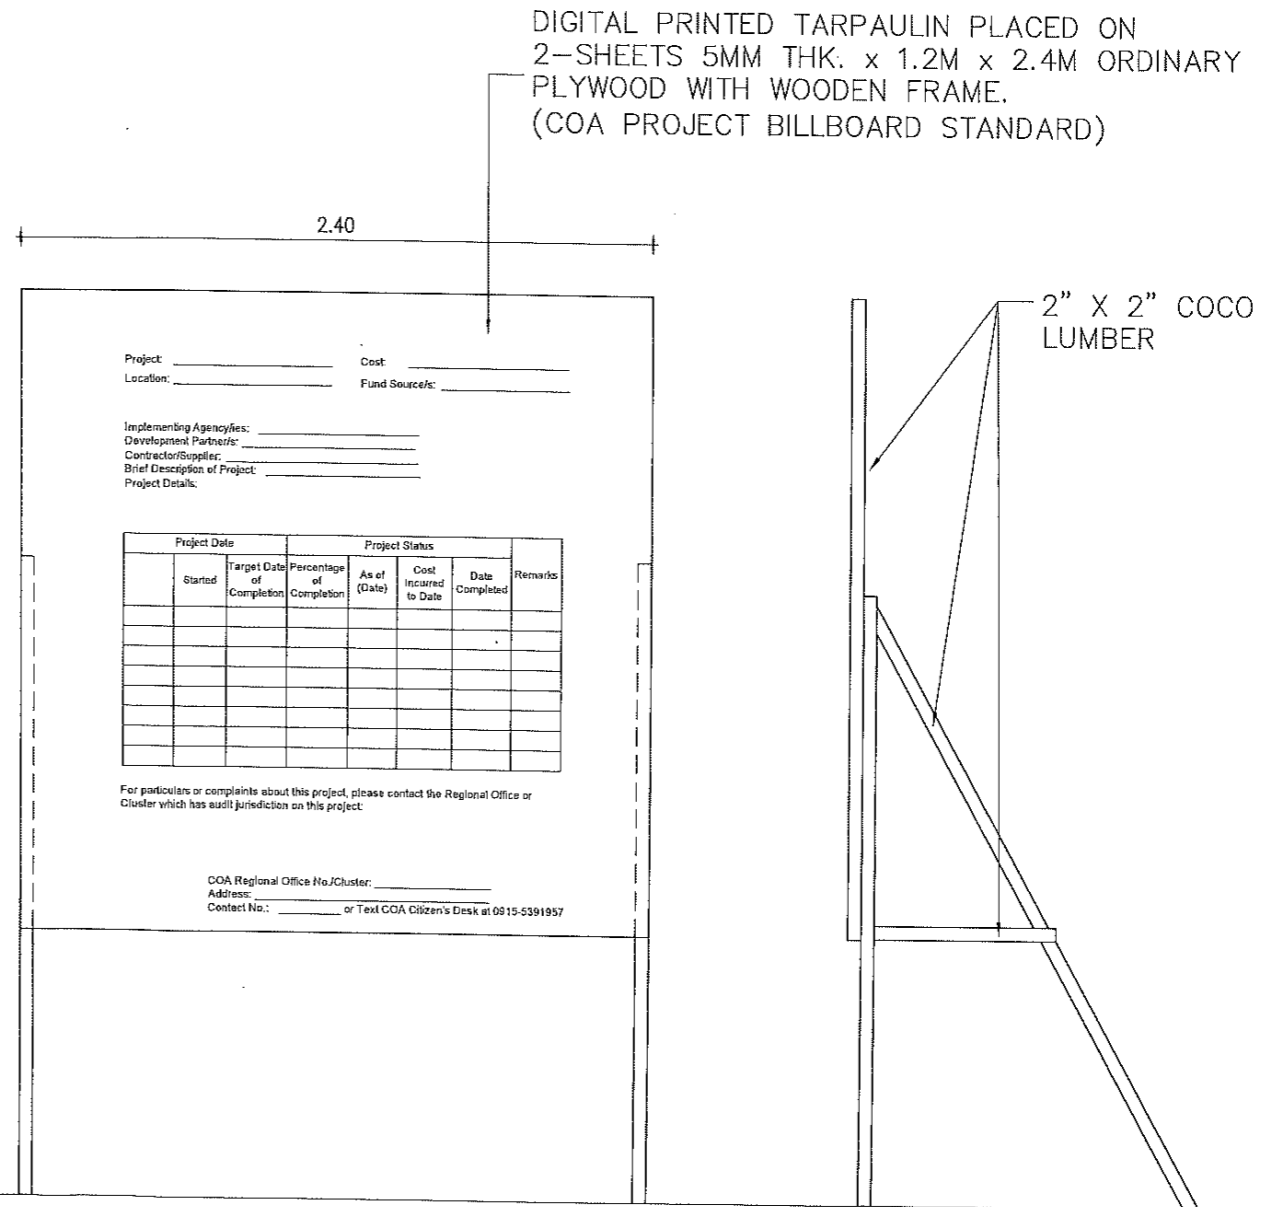 DIGITAL PRINTED TARPAULIN PLACED ON
2-SHEETS 5MM THK. x 1.2M x 2.4M ORDINARY
PLYWOOD WITH WOODEN FRAME.
(COA PROJECT BILLBOARD STANDARD)
2.40
2" X 2" COCO
LUMBER
Project: Cost:
Location: Fund Source/s:
Implementing Agency/ies:
Development Partner/s:
Contractor/Supplier:
Brief Description of Project:
Project Details:
Project Date Project Status Remarks
Started Target Date of Completion Percentage of Completion As of (Date) Cost Incurred to Date Date Completed
For particulars or complaints about this project, please contact the Regional Office or
Cluster which has audit jurisdiction on this project:
COA Regional Office No./Cluster:
Address:
Contact No.: or Text COA Citizen's Desk at 0915-5391957